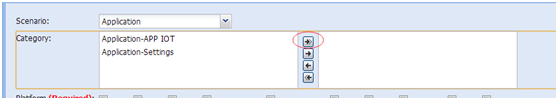 Scenario: Application
Category: Application-APP IOT
Application-Settings
Platform (Required):